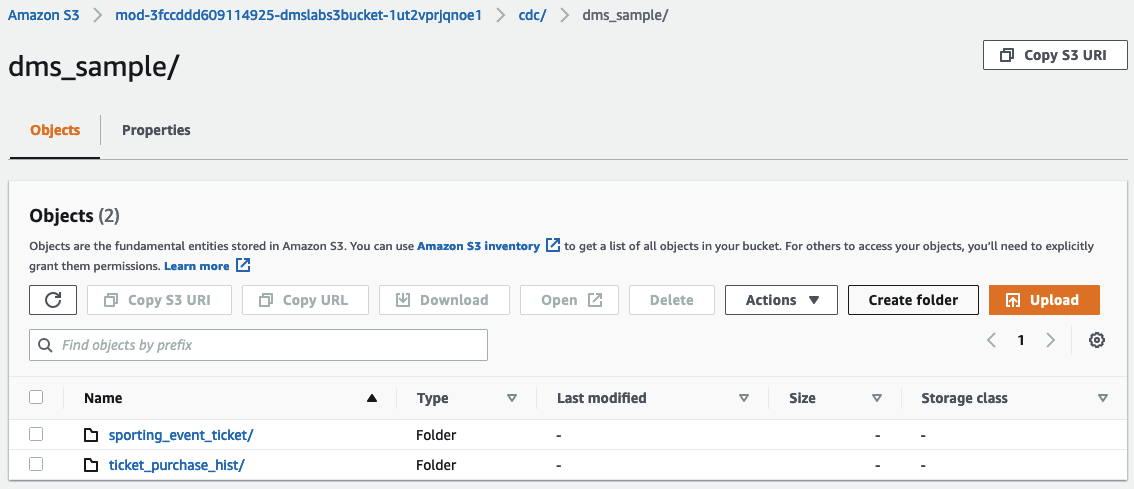 Amazon S3 > mod-3fccddd609114925-dmslabs3bucket-1ut2vprjqnoe1 > cdc/ > dms_sample/
dms_sample/
Copy S3 URI
Objects Properties
Objects (2)
Objects are the fundamental entities stored in Amazon S3. You can use Amazon S3 inventory to get a list of all objects in your bucket. For others to access your objects, you'll need to explicitly
grant them permissions. Learn more
Copy S3 URI Copy URL Download Open Delete Actions Create folder Upload
Find objects by prefix
1
Name Type Last modified Size Storage class
sporting_event_ticket/ Folder - - -
ticket_purchase_hist/ Folder - - -